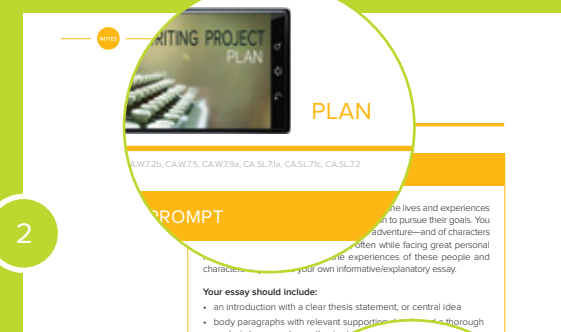 NOTES
WRITING PROJECT
PLAN
PLAN
CA.W.7.2b, CA.W.7.5, CA.W.7.9a, CA.SL.7.1a, CA.SL.7.1c, CA.SL.7.2
PROMPT
the lives and experiences
to pursue their goals. You
adventure—and of characters
often while facing great personal
the experiences of these people and
characters your own informative/explanatory essay.
2
Your essay should include:
• an introduction with a clear thesis statement, or central idea
• body paragraphs with relevant supporting a thorough